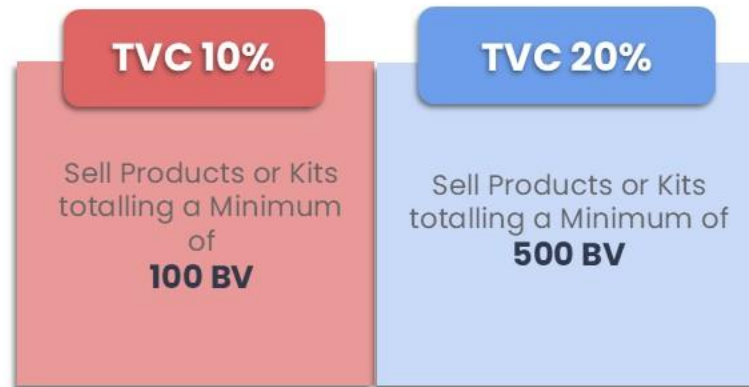 TVC 10%
Sell Products or Kits
totalling a Minimum
of
100 BV
TVC 20%
Sell Products or Kits
totalling a Minimum of
500 BV